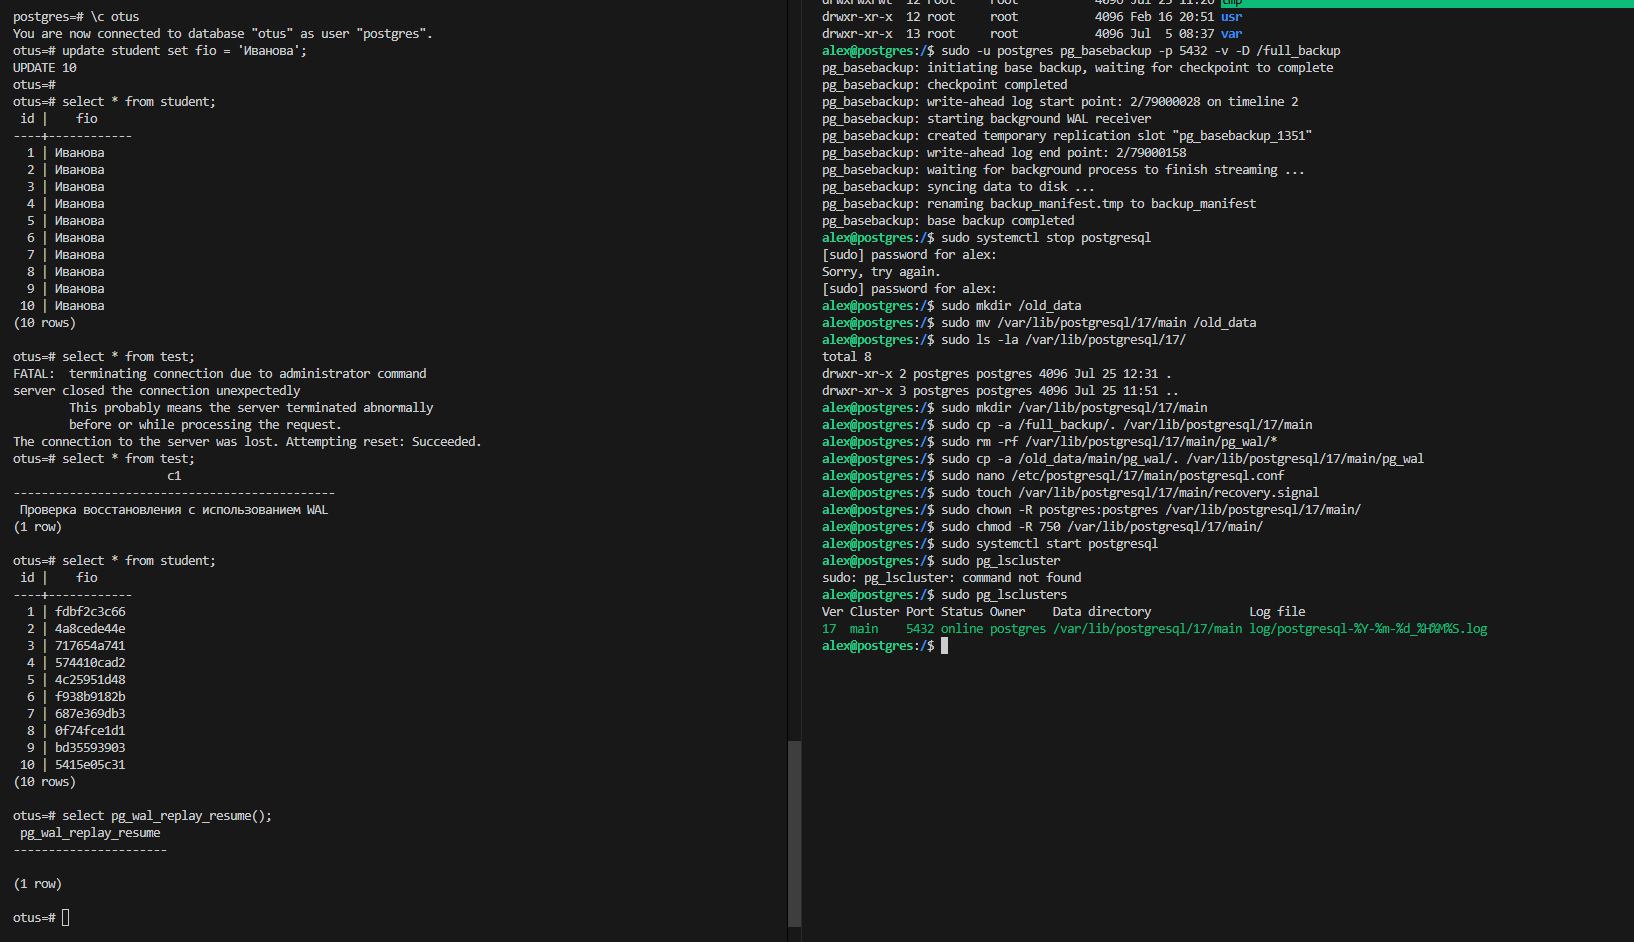 postgres=# \c otus
You are now connected to database "otus" as user "postgres".
otus=# update student set fio = 'Иванова';
UPDATE 10
otus=#
otus=# select * from student;
 id |    fio
----+------------
  1 | Иванова
  2 | Иванова
  3 | Иванова
  4 | Иванова
  5 | Иванова
  6 | Иванова
  7 | Иванова
  8 | Иванова
  9 | Иванова
 10 | Иванова
(10 rows)
otus=# select * from test;
FATAL:  terminating connection due to administrator command
server closed the connection unexpectedly
        This probably means the server terminated abnormally
        before or while processing the request.
The connection to the server was lost. Attempting reset: Succeeded.
otus=# select * from test;
                      c1
----------------------------------------------
 Проверка восстановления с использованием WAL
(1 row)
otus=# select * from student;
 id |    fio
----+------------
  1 | fdbf2c3c66
  2 | 4a8cede44e
  3 | 717654a741
  4 | 574410cad2
  5 | 4c25951d48
  6 | f938b9182b
  7 | 687e369db3
  8 | 0f74fce1d1
  9 | bd35593903
 10 | 5415e05c31
(10 rows)
otus=# select pg_wal_replay_resume();
 pg_wal_replay_resume
----------------------
(1 row)
otus=#
drwxrwxrwt  12 root     root           4096 Jul 25 11:26 tmp
drwxr-xr-x  12 root     root           4096 Feb 16 20:51 usr
drwxr-xr-x  13 root     root           4096 Jul  5 08:37 var
alex@postgres:/$ sudo -u postgres pg_basebackup -p 5432 -v -D /full_backup
pg_basebackup: initiating base backup, waiting for checkpoint to complete
pg_basebackup: checkpoint completed
pg_basebackup: write-ahead log start point: 2/79000028 on timeline 2
pg_basebackup: starting background WAL receiver
pg_basebackup: created temporary replication slot "pg_basebackup_1351"
pg_basebackup: write-ahead log end point: 2/79000158
pg_basebackup: waiting for background process to finish streaming ...
pg_basebackup: syncing data to disk ...
pg_basebackup: renaming backup_manifest.tmp to backup_manifest
pg_basebackup: base backup completed
alex@postgres:/$ sudo systemctl stop postgresql
[sudo] password for alex:
Sorry, try again.
[sudo] password for alex:
alex@postgres:/$ sudo mkdir /old_data
alex@postgres:/$ sudo mv /var/lib/postgresql/17/main /old_data
alex@postgres:/$ sudo ls -la /var/lib/postgresql/17/
total 8
drwxr-xr-x 2 postgres postgres 4096 Jul 25 12:31 .
drwxr-xr-x 3 postgres postgres 4096 Jul 25 11:51 ..
alex@postgres:/$ sudo mkdir /var/lib/postgresql/17/main
alex@postgres:/$ sudo cp -a /full_backup/. /var/lib/postgresql/17/main
alex@postgres:/$ sudo rm -rf /var/lib/postgresql/17/main/pg_wal/*
alex@postgres:/$ sudo cp -a /old_data/main/pg_wal/. /var/lib/postgresql/17/main/pg_wal
alex@postgres:/$ sudo nano /etc/postgresql/17/main/postgresql.conf
alex@postgres:/$ sudo touch /var/lib/postgresql/17/main/recovery.signal
alex@postgres:/$ sudo chown -R postgres:postgres /var/lib/postgresql/17/main/
alex@postgres:/$ sudo chmod -R 750 /var/lib/postgresql/17/main/
alex@postgres:/$ sudo systemctl start postgresql
alex@postgres:/$ sudo pg_lscluster
sudo: pg_lscluster: command not found
alex@postgres:/$ sudo pg_lsclusters
Ver Cluster Port Status Owner    Data directory              Log file
17  main    5432 online postgres /var/lib/postgresql/17/main log/postgresql-%Y-%m-%d_%H%M%S.log
alex@postgres:/$